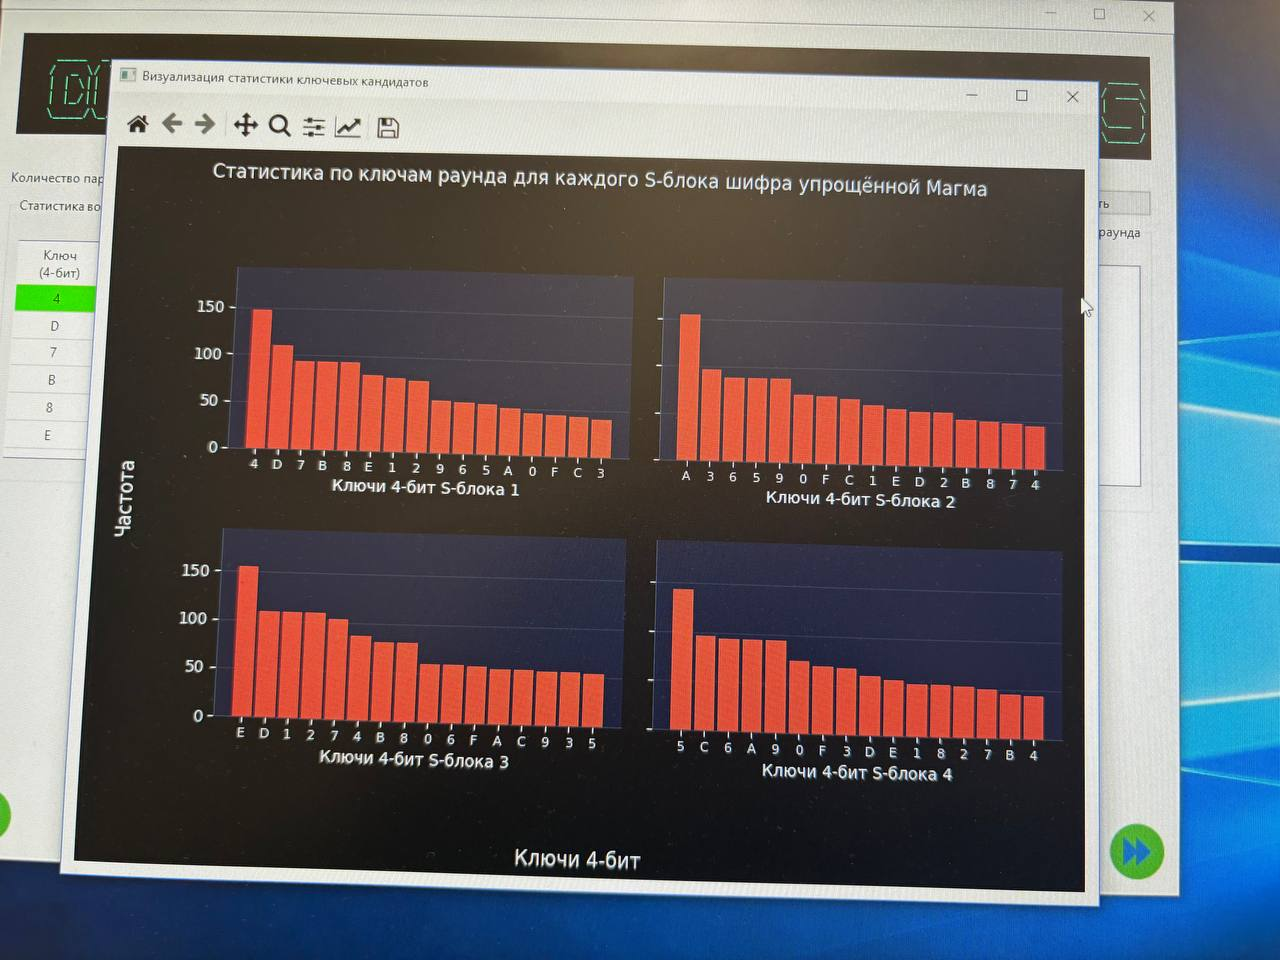 Визуализация статистики ключевых кандидатов
Количество пар
Статистика во
ть
раунда
Ключ
(4-бит)
4
D
7
B
8
E
Статистика по ключам раунда для каждого S-блока шифра упрощённой Магма
Частота
150
100
50
0
4 D 7 B 8 E 1 2 9 6 5 A 0 F C 3
Ключи 4-бит S-блока 1
A 3 6 5 9 0 F C 1 E D 2 B 8 7 4
Ключи 4-бит S-блока 2
150
100
50
0
E D 1 2 7 4 B 8 0 6 F A C 9 3 5
Ключи 4-бит S-блока 3
5 C 6 A 9 0 F 3 D E 1 8 2 7 B 4
Ключи 4-бит S-блока 4
Ключи 4-бит